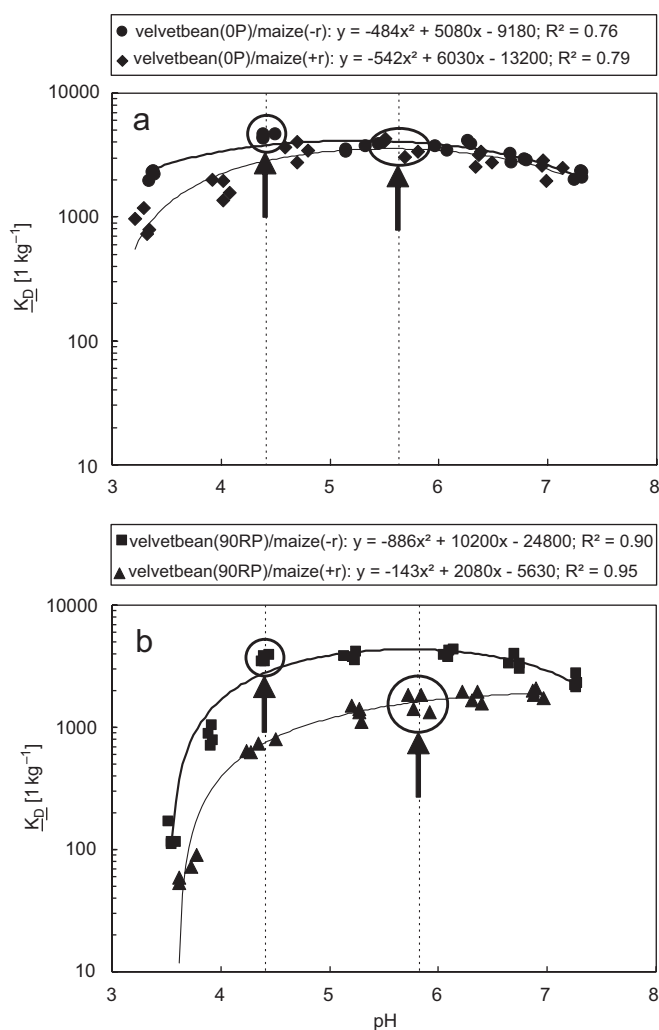 velvetbean(0P)/maize(-r): y = -484x² + 5080x - 9180; R² = 0.76
velvetbean(0P)/maize(+r): y = -542x² + 6030x - 13200; R² = 0.79
a
10000
1000
100
10
K_D [1 kg⁻¹]
3 4 5 6 7 8
velvetbean(90RP)/maize(-r): y = -886x² + 10200x - 24800; R² = 0.90
velvetbean(90RP)/maize(+r): y = -143x² + 2080x - 5630; R² = 0.95
b
10000
1000
100
10
K_D [1 kg⁻¹]
3 4 5 6 7 8
pH